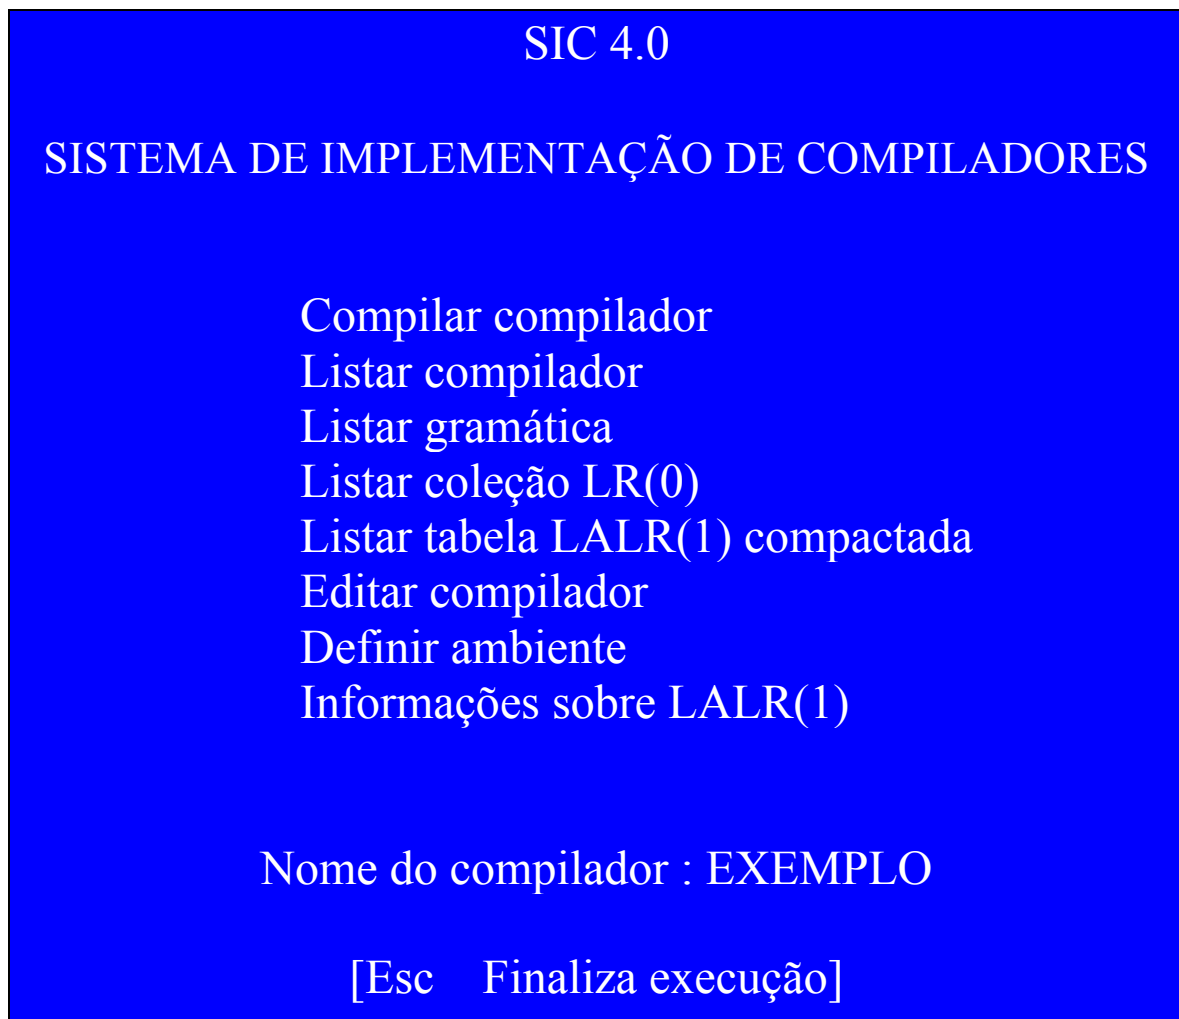 SIC 4.0
SISTEMA DE IMPLEMENTAÇÃO DE COMPILADORES
Compilar compilador
Listar compilador
Listar gramática
Listar coleção LR(0)
Listar tabela LALR(1) compactada
Editar compilador
Definir ambiente
Informações sobre LALR(1)
Nome do compilador : EXEMPLO
[Esc    Finaliza execução]